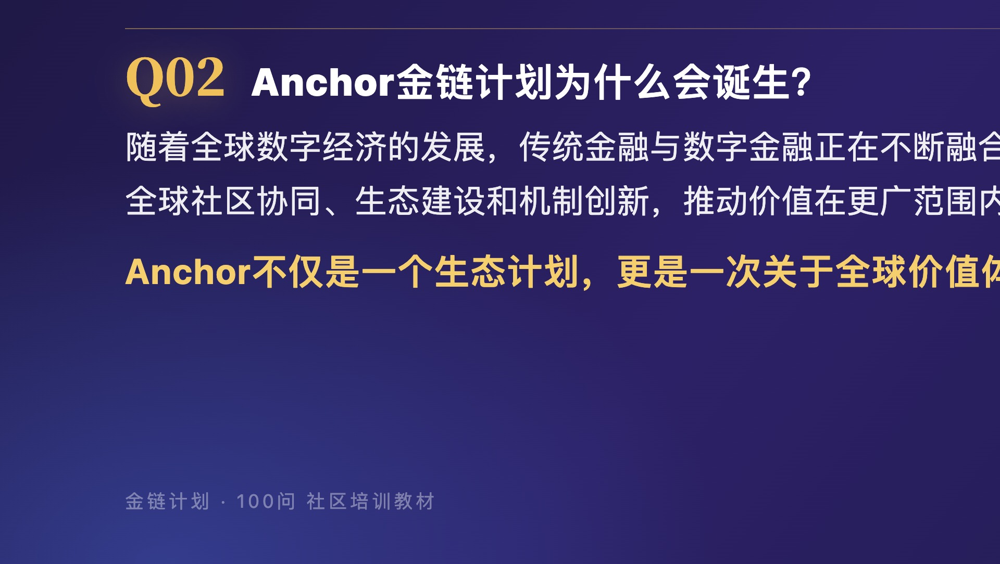 Q02 Anchor金链计划为什么会诞生?
随着全球数字经济的发展，传统金融与数字金融正在不断融合
全球社区协同、生态建设和机制创新，推动价值在更广范围内
Anchor不仅是一个生态计划，更是一次关于全球价值体
金链计划 · 100问 社区培训教材